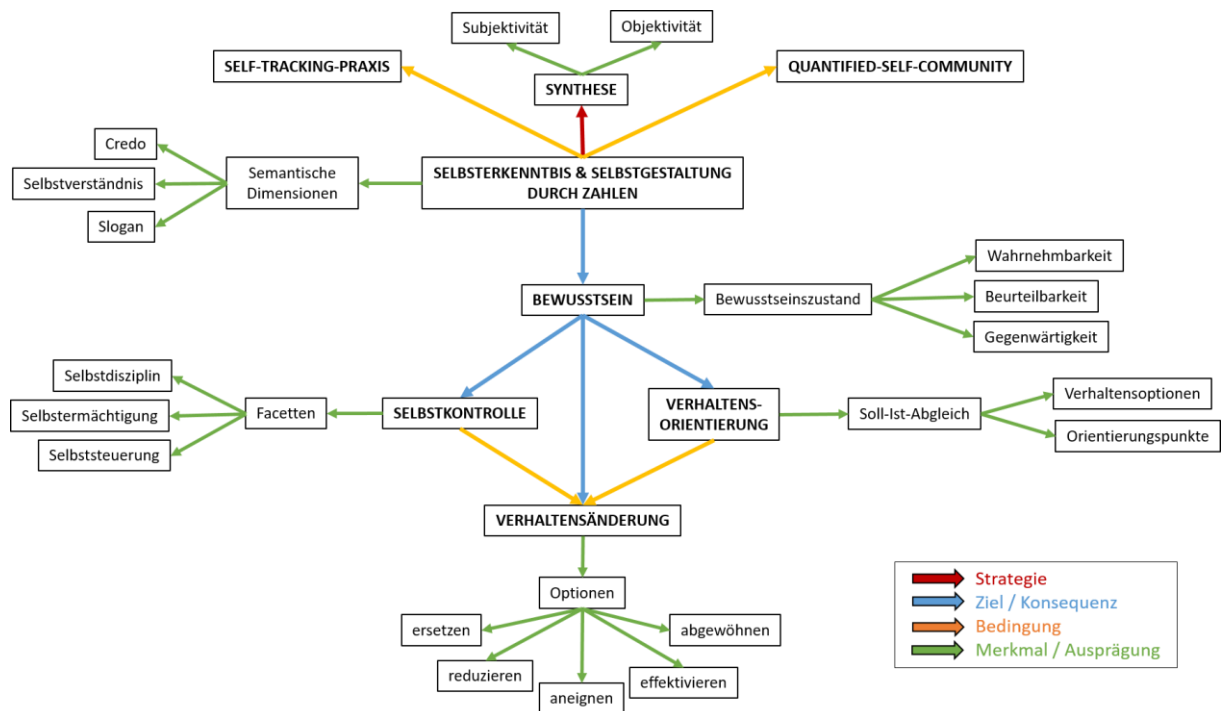 Subjektivität
Objektivität
SELF-TRACKING-PRAXIS
QUANTIFIED-SELF-COMMUNITY
SYNTHESE
Credo
Selbstverständnis
Slogan
Semantische
Dimensionen
SELBSTERKENNTBIS & SELBSTGESTALTUNG
DURCH ZAHLEN
BEWUSSTSEIN
Bewusstseinszustand
Wahrnehmbarkeit
Beurteilbarkeit
Gegenwärtigkeit
Selbstdisziplin
Selbstermächtigung
Selbststeuerung
Facetten
SELBSTKONTROLLE
VERHALTENS-
ORIENTIERUNG
Soll-Ist-Abgleich
Verhaltensoptionen
Orientierungspunkte
VERHALTENSÄNDERUNG
Optionen
ersetzen
abgewöhnen
reduzieren
effektivieren
aneignen
Strategie
Ziel / Konsequenz
Bedingung
Merkmal / Ausprägung